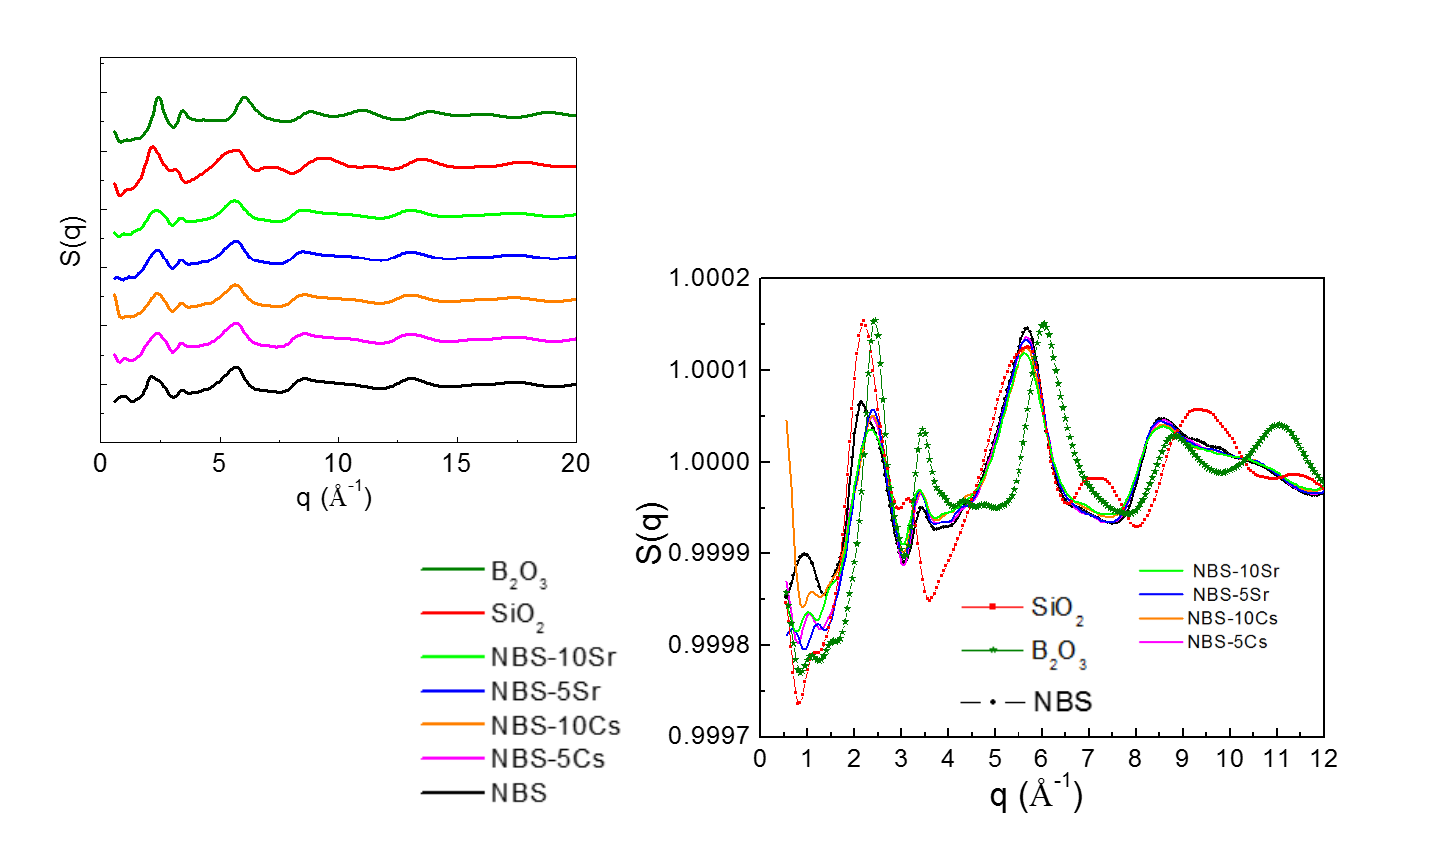 S(q)
0 5 10 15 20
q (Å⁻¹)
B₂O₃
SiO₂
NBS-10Sr
NBS-5Sr
NBS-10Cs
NBS-5Cs
NBS
1.0002
1.0001
1.0000
0.9999
0.9998
0.9997
S(q)
NBS-10Sr
NBS-5Sr
NBS-10Cs
NBS-5Cs
SiO₂
B₂O₃
NBS
0 1 2 3 4 5 6 7 8 9 10 11 12
q (Å⁻¹)